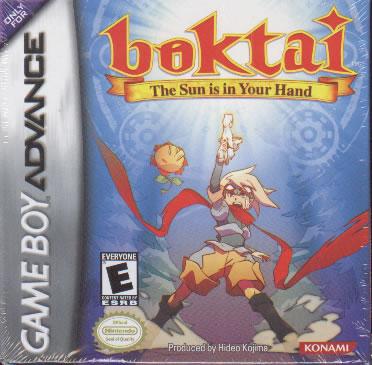 ONLY FOR
GAME BOY ADVANCE
boktai
The Sun is in Your Hand
EVERYONE
E
CONTENT RATED BY
ESRB
Official
Nintendo
Seal of Quality
Produced by Hideo Kojima
KONAMI